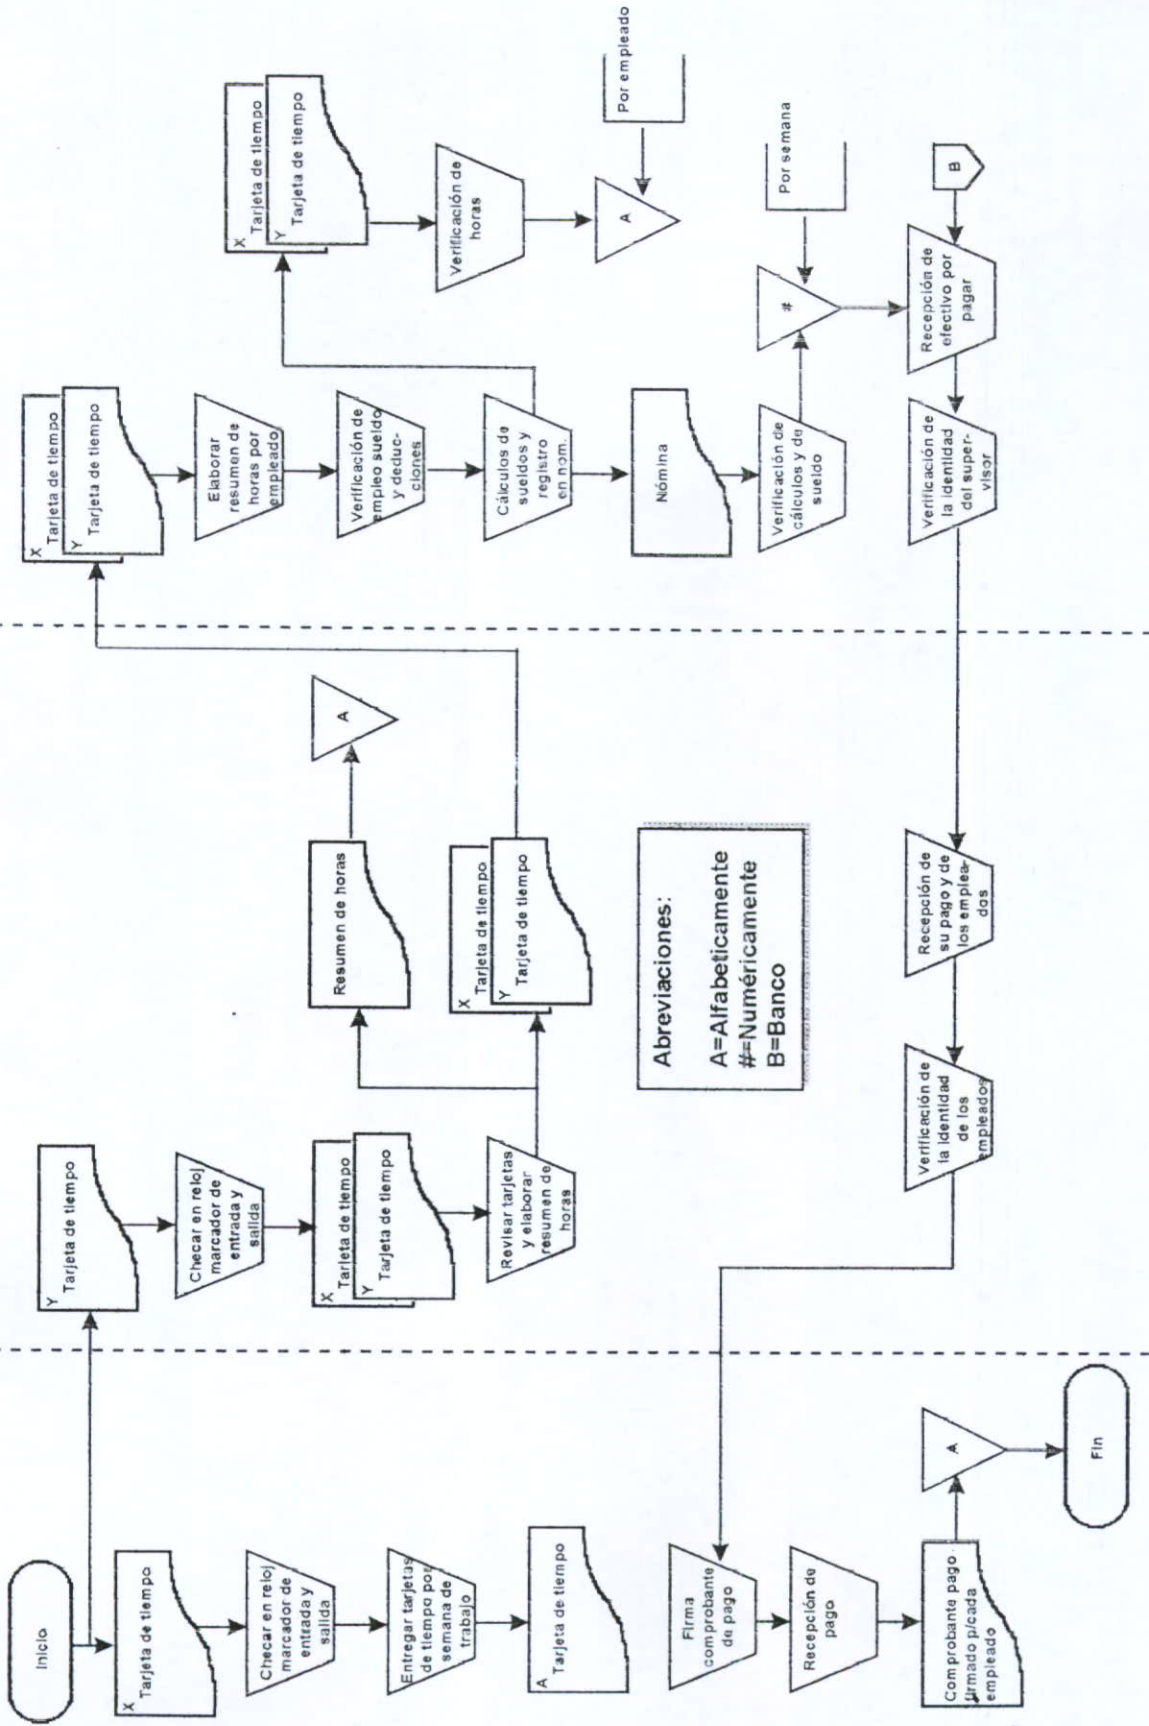 Inicio
X
Tarjeta de tiempo
Checar en reloj
marcador de
entrada y
salida
Entregar tarjetas
de tiempo por
semana de
trabajo
A
Tarjeta de tiempo
Firma
comprobante
de pago
Recepción de
pago
Comprobante pago
firmado p/cada
empleado
A
Fin
Y
Tarjeta de tiempo
Checar en reloj
marcador de
entrada y
salida
X
Tarjeta de tiempo
Y
Tarjeta de tiempo
Revisar tarjetas
y elaborar
resumen de
horas
Resumen de horas
A
X
Tarjeta de tiempo
Y
Tarjeta de tiempo
Abreviaciones:
A=Alfabeticamente
#=Numéricamente
B=Banco
Verificación de
la identidad
de los
empleados
Recepción de
su pago y de
los emplea-
dos
X
Tarjeta de tiempo
Y
Tarjeta de tiempo
Elaborar
resumen de
horas por
empleado
Verificación de
empleo sueldo
y deduc-
ciones
Cálculos de
sueldos y
registro
en nom.
Nómina
Verificación de
cálculos y de
sueldo
Verificación de
la identidad
del super-
visor
X
Tarjeta de tiempo
Y
Tarjeta de tiempo
Verificación de
horas
A
Por empleado
#
Por semana
Recepción de
efectivo por
pagar
B